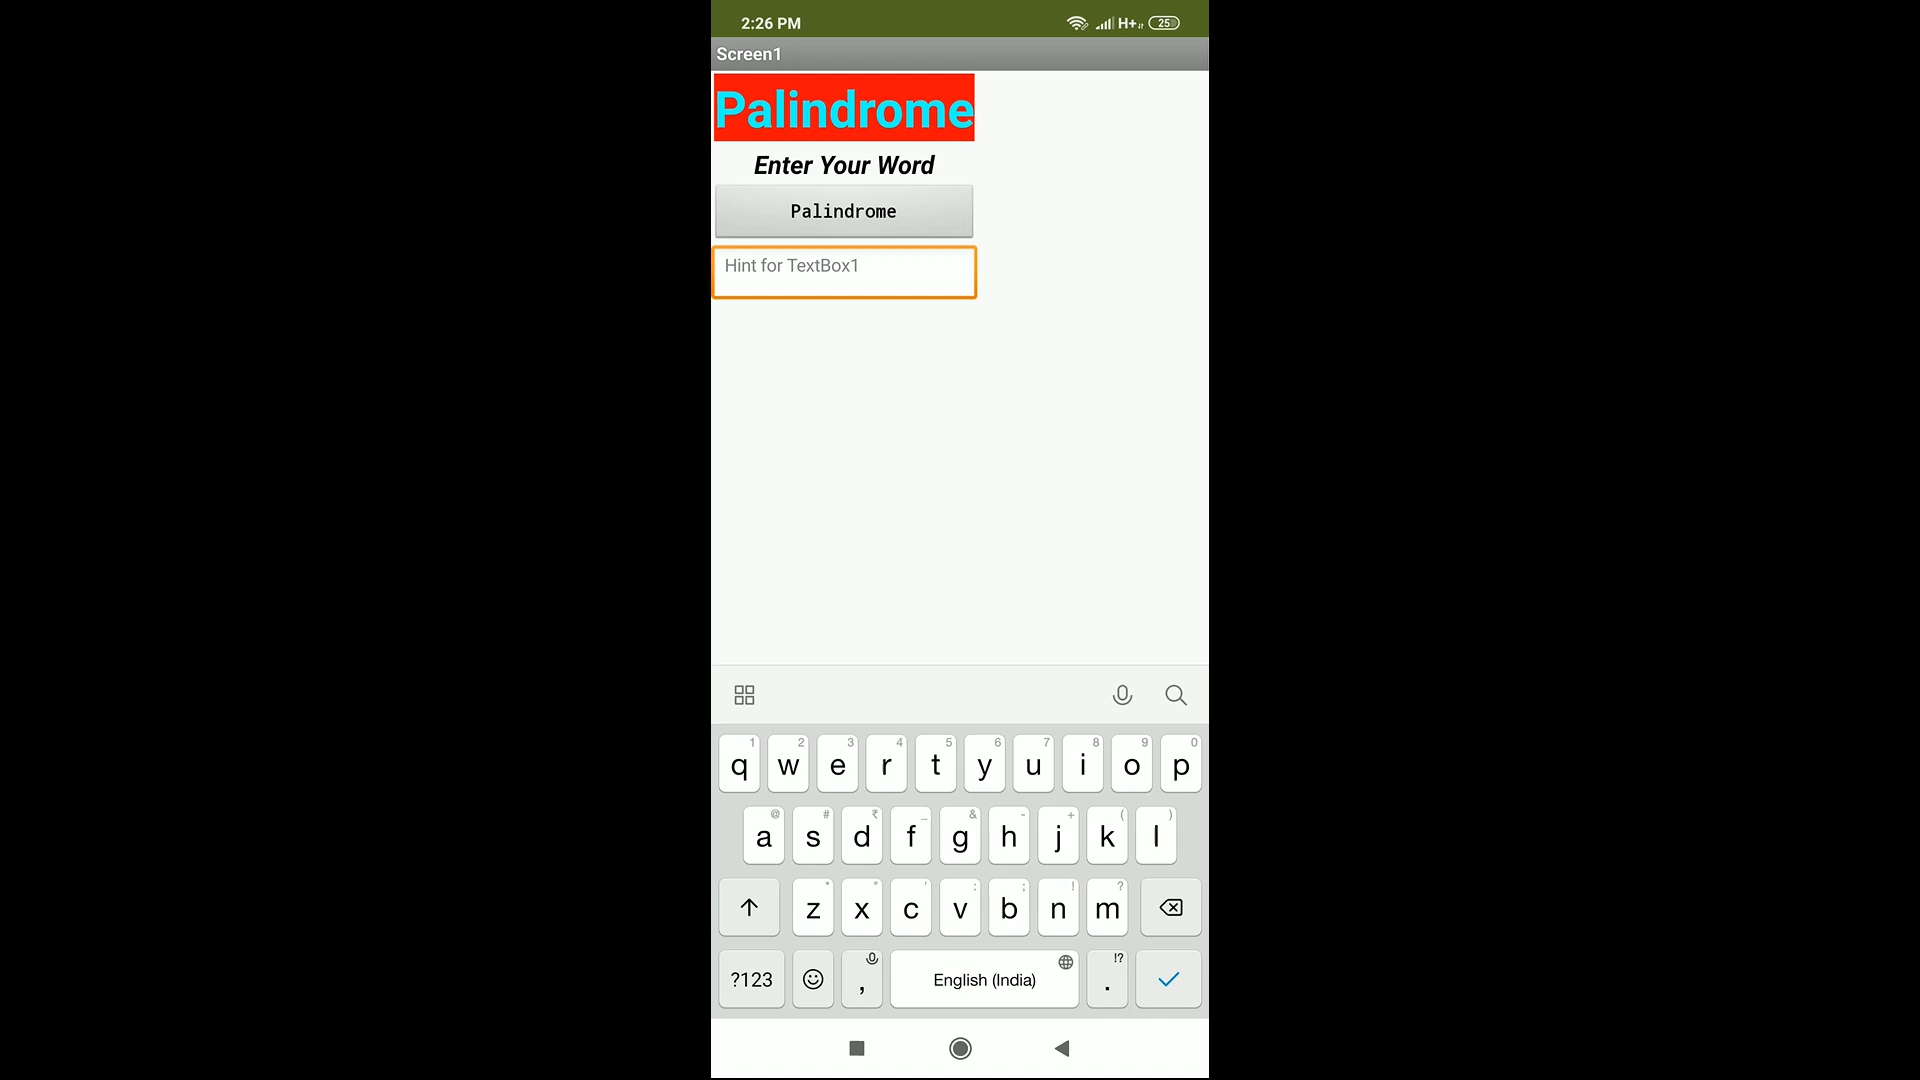 2:26 PM H+ 25
Screen1
Palindrome
Enter Your Word
Palindrome
Hint for TextBox1
1 2 3 4 5 6 7 8 9 0
q w e r t y u i o p
@ # ₹ _ & - + ( )
a s d f g h j k l
* " ' : ; ! ?
z x c v b n m
!?
?123 , English (India) .